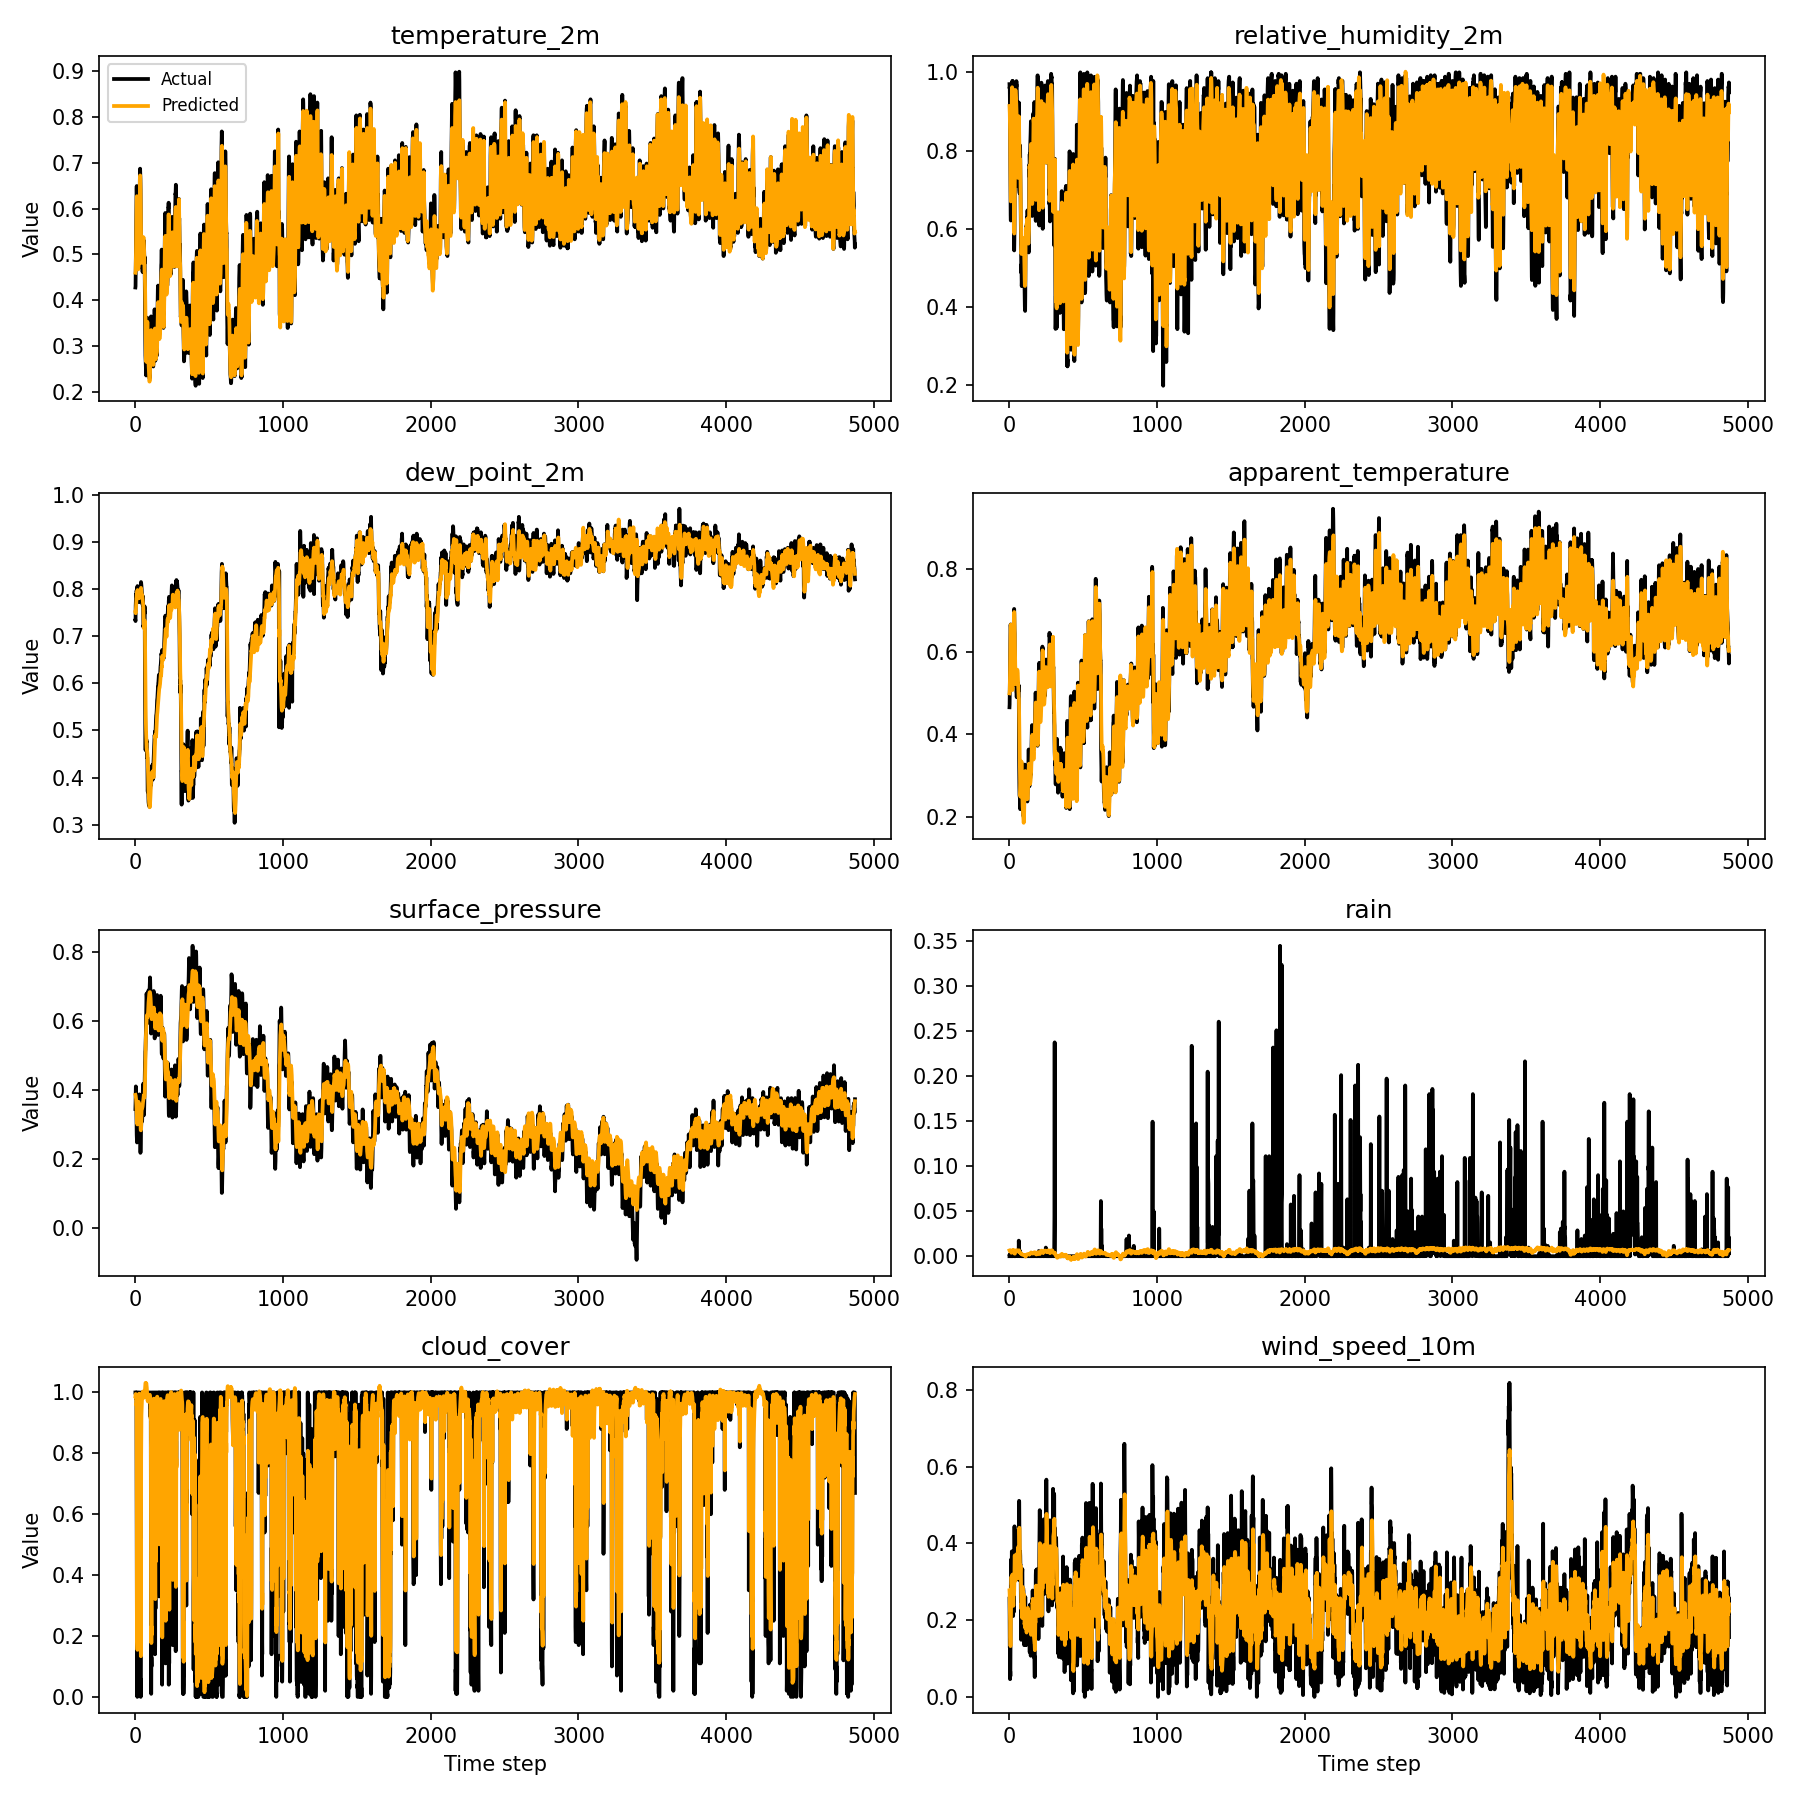 temperature_2m
Value
0.9
0.8
0.7
0.6
0.5
0.4
0.3
0.2
Actual
Predicted
0 1000 2000 3000 4000 5000
relative_humidity_2m
1.0
0.8
0.6
0.4
0.2
0 1000 2000 3000 4000 5000
dew_point_2m
Value
1.0
0.9
0.8
0.7
0.6
0.5
0.4
0.3
0 1000 2000 3000 4000 5000
apparent_temperature
0.8
0.6
0.4
0.2
0 1000 2000 3000 4000 5000
surface_pressure
Value
0.8
0.6
0.4
0.2
0.0
0 1000 2000 3000 4000 5000
rain
0.35
0.30
0.25
0.20
0.15
0.10
0.05
0.00
0 1000 2000 3000 4000 5000
cloud_cover
Value
1.0
0.8
0.6
0.4
0.2
0.0
0 1000 2000 3000 4000 5000
Time step
wind_speed_10m
0.8
0.6
0.4
0.2
0.0
0 1000 2000 3000 4000 5000
Time step